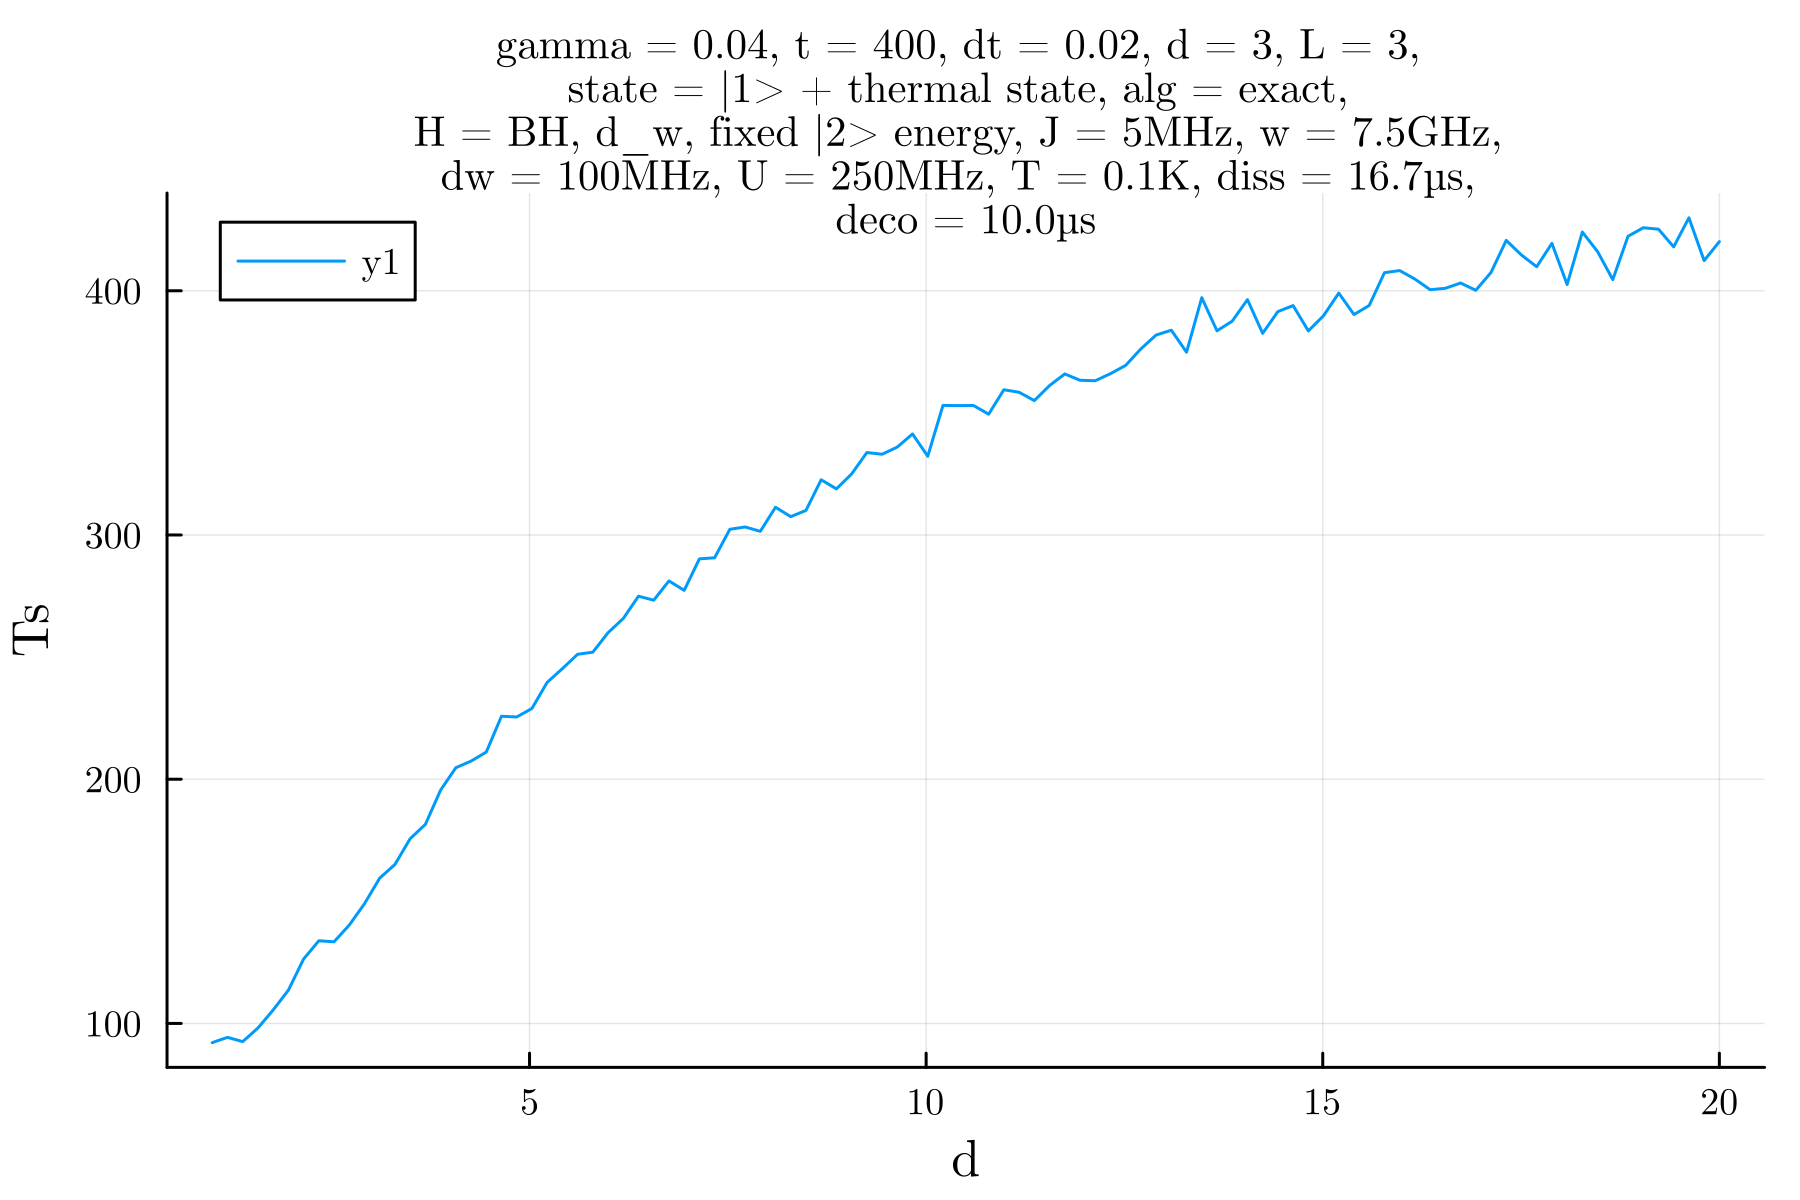 gamma = 0.04, t = 400, dt = 0.02, d = 3, L = 3,
state = |1> + thermal state, alg = exact,
H = BH, d_w, fixed |2> energy, J = 5MHz, w = 7.5GHz,
dw = 100MHz, U = 250MHz, T = 0.1K, diss = 16.7µs,
deco = 10.0µs
y1
400
300
200
100
Ts
5
10
15
20
d